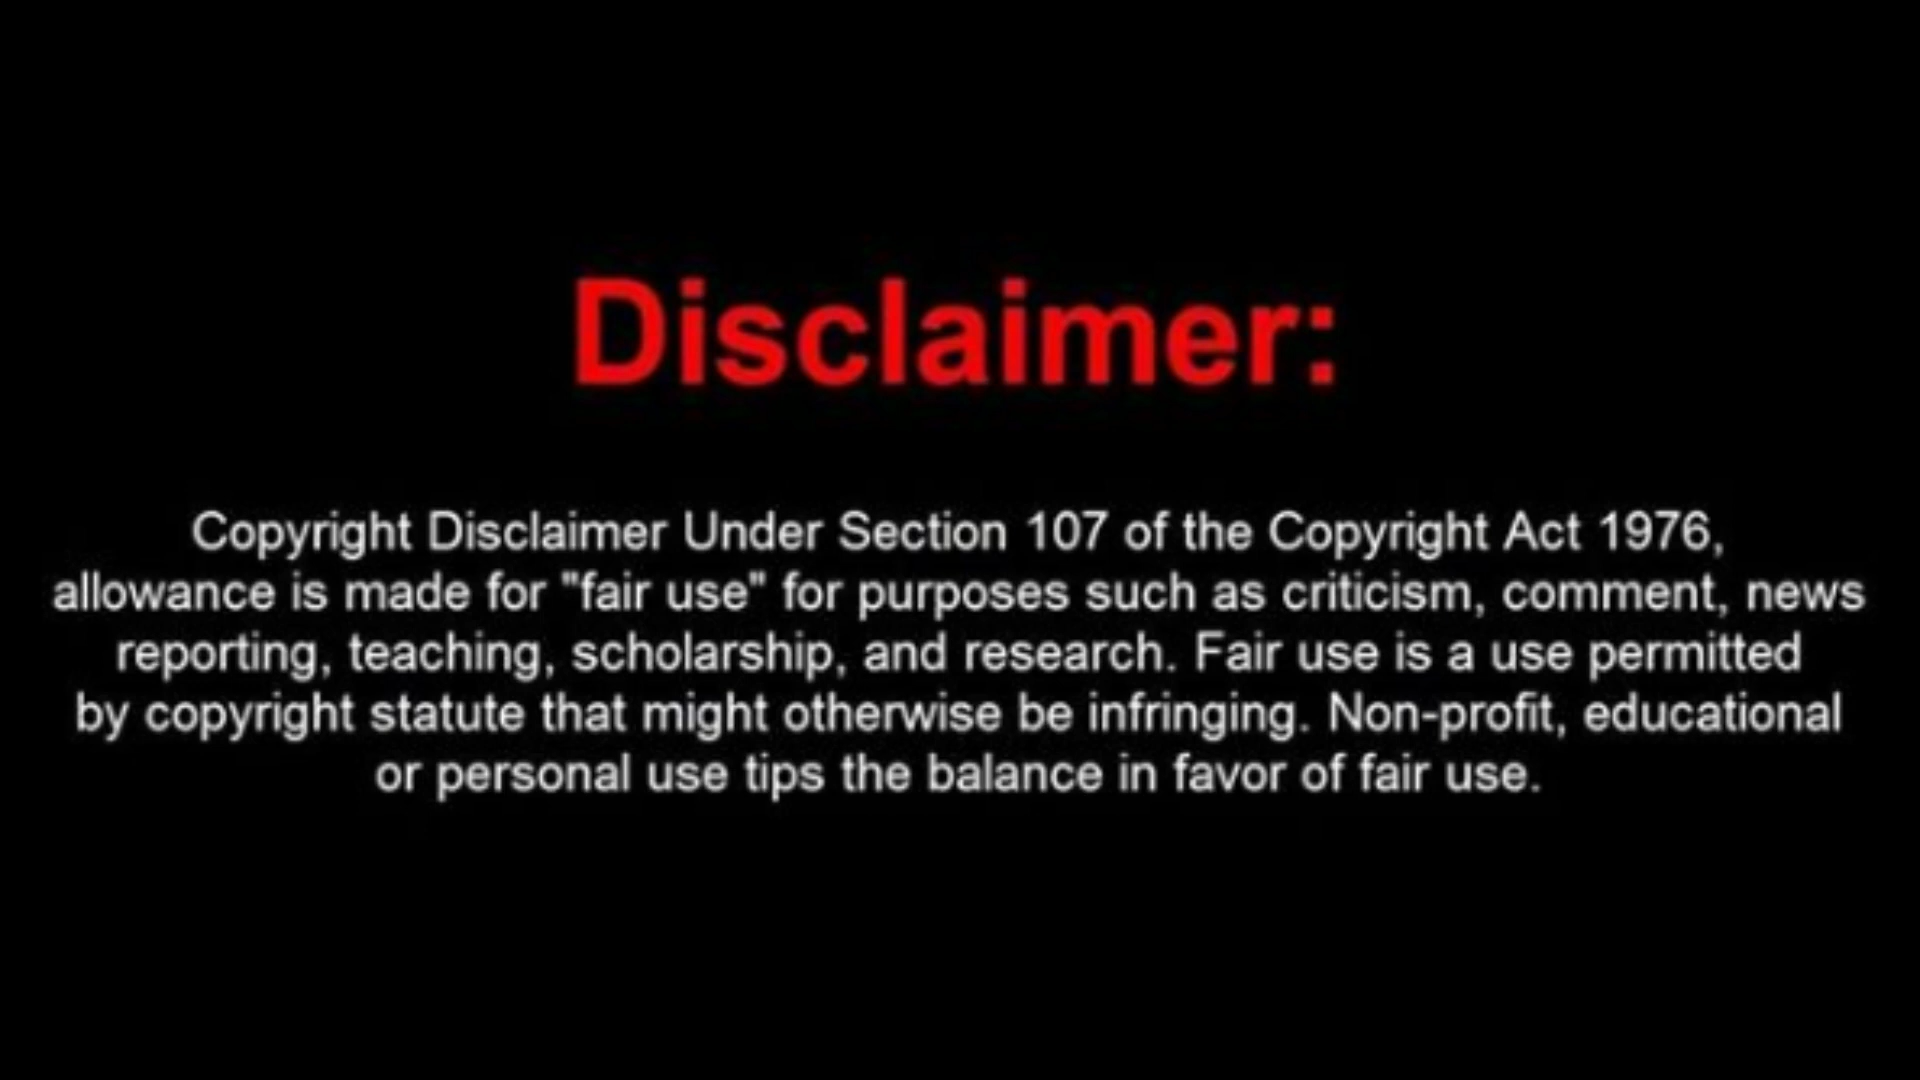 Disclaimer:
Copyright Disclaimer Under Section 107 of the Copyright Act 1976,
allowance is made for "fair use" for purposes such as criticism, comment, news
reporting, teaching, scholarship, and research. Fair use is a use permitted
by copyright statute that might otherwise be infringing. Non-profit, educational
or personal use tips the balance in favor of fair use.